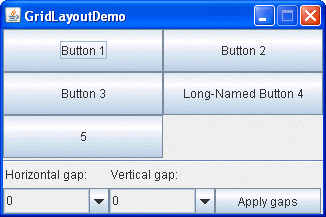 GridLayoutDemo
Button 1 Button 2
Button 3 Long-Named Button 4
5
Horizontal gap: Vertical gap:
0 0 Apply gaps